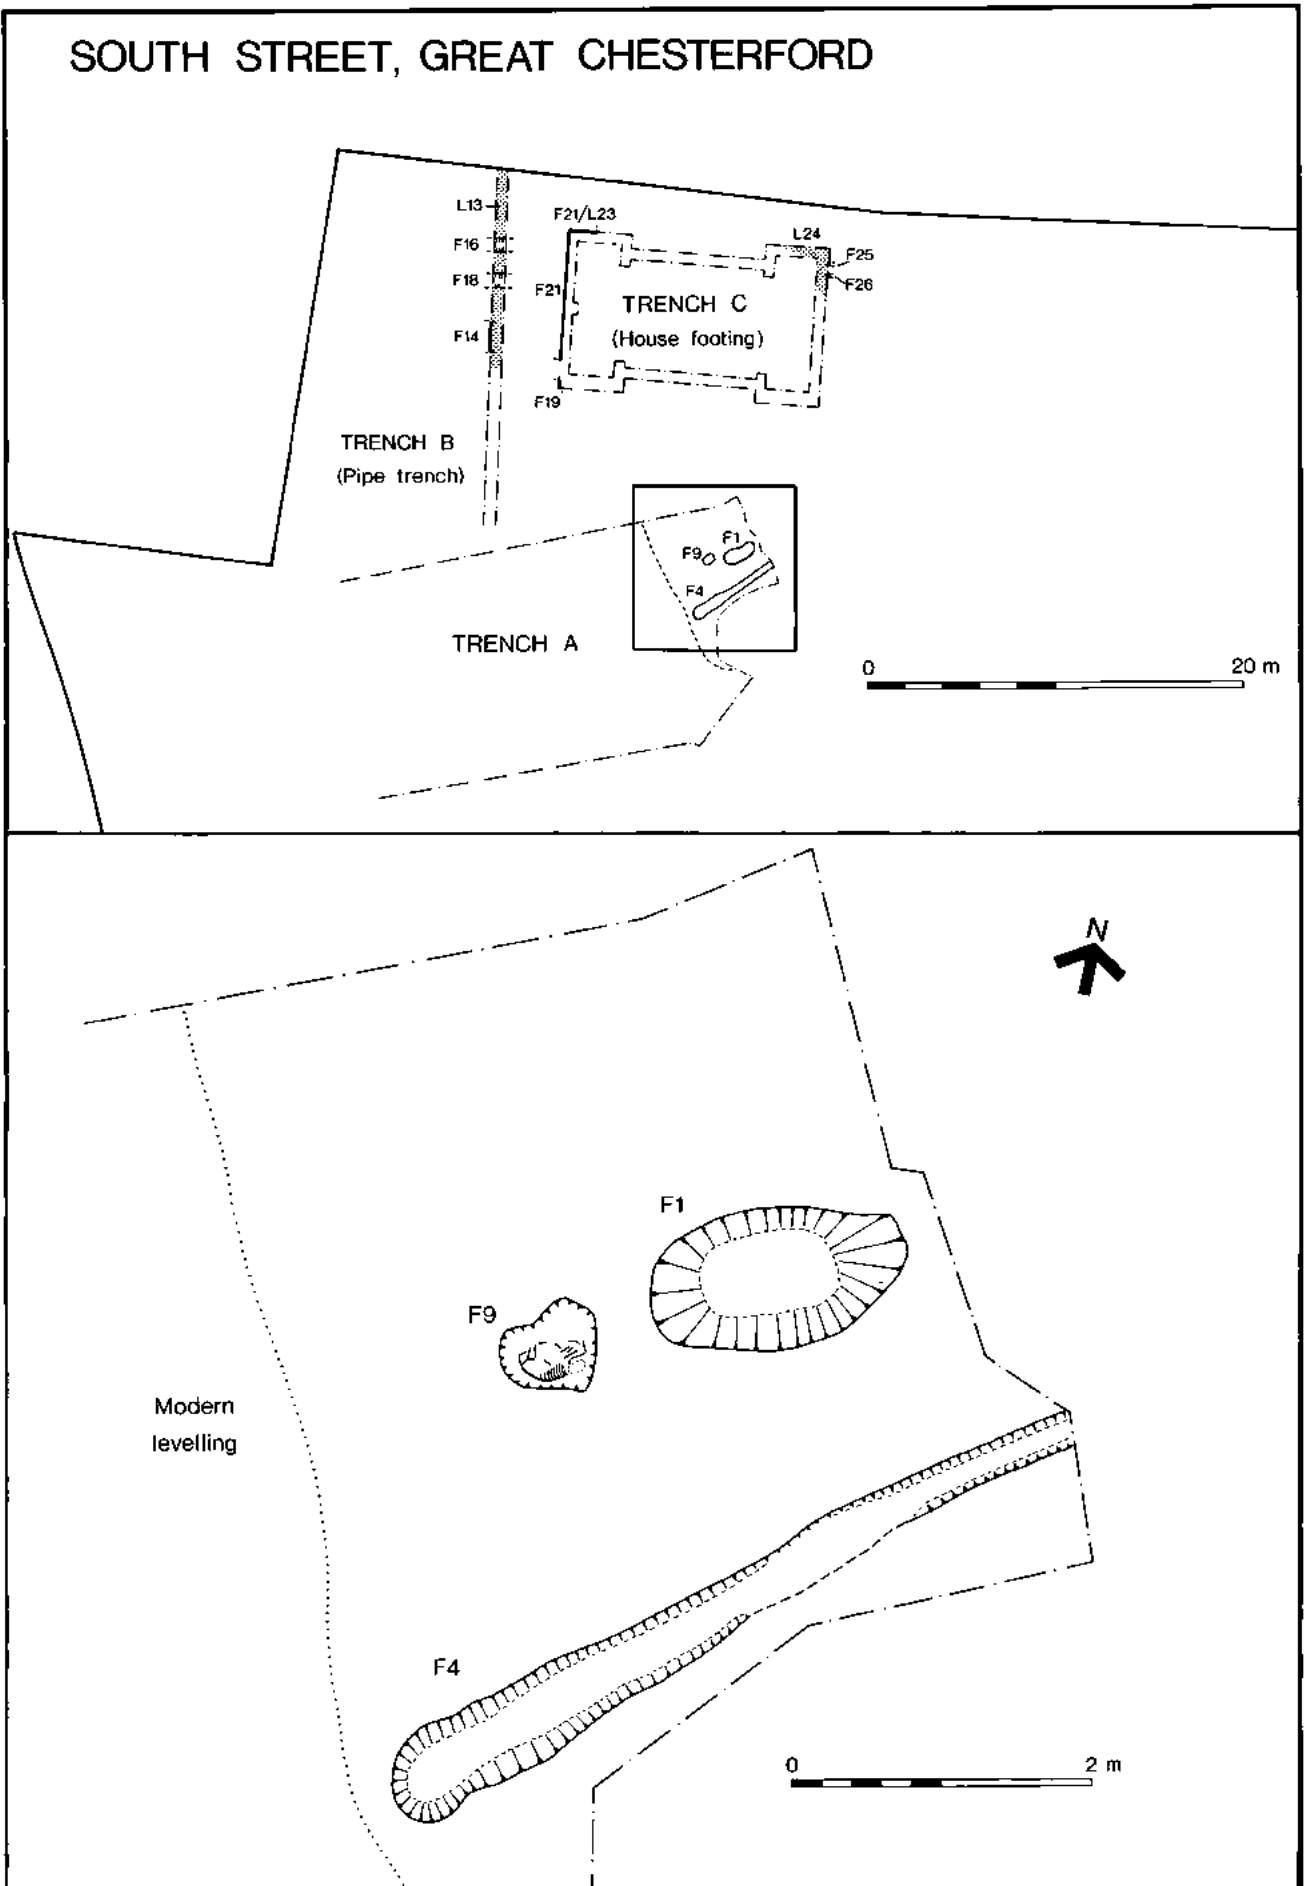 SOUTH STREET, GREAT CHESTERFORD
L13
F21/L23
L24
F16
F25
F18
F21
F26
TRENCH C
(House footing)
F14
F19
TRENCH B
(Pipe trench)
F1
F9
F4
TRENCH A
0 20 m
N
F1
F9
Modern
levelling
F4
0 2 m